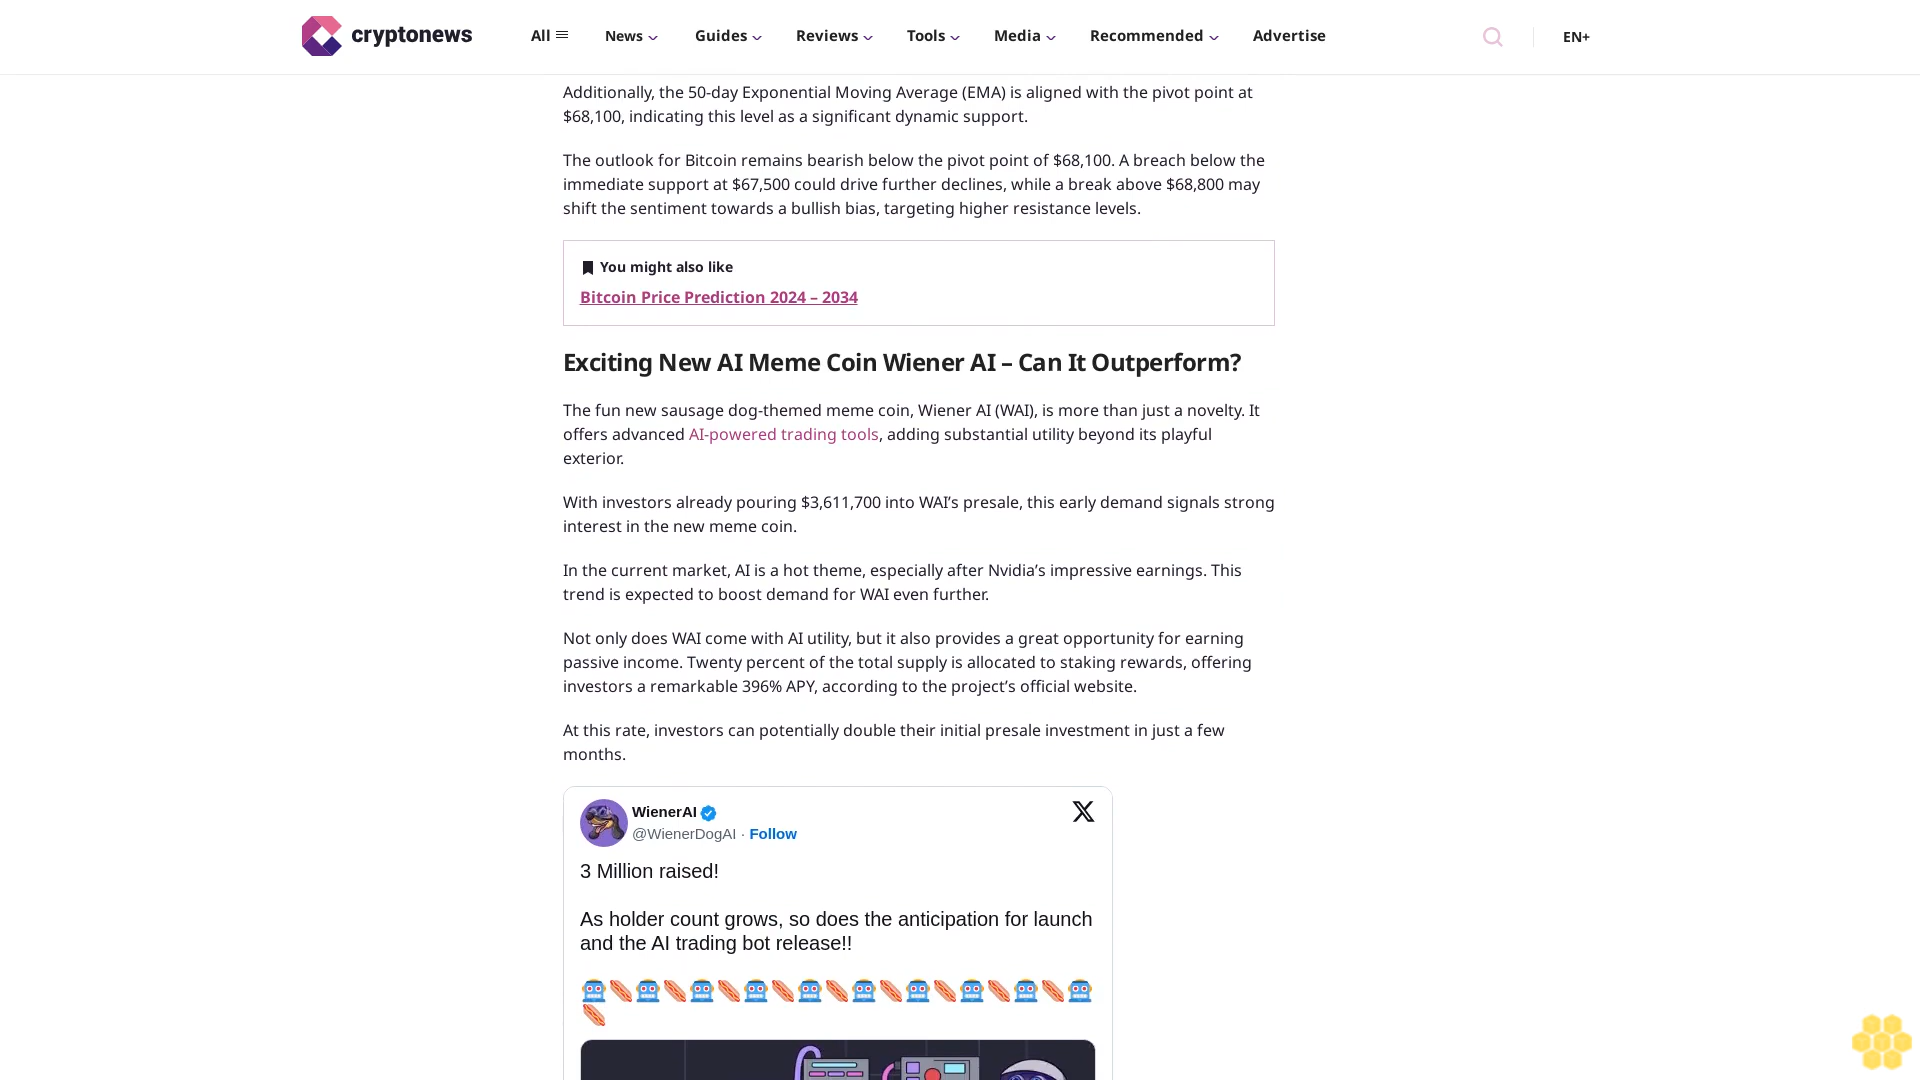 cryptonews
All
News
Guides
Reviews
Tools
Media
Recommended
Advertise
EN+
Additionally, the 50-day Exponential Moving Average (EMA) is aligned with the pivot point at
$68,100, indicating this level as a significant dynamic support.
The outlook for Bitcoin remains bearish below the pivot point of $68,100. A breach below the
immediate support at $67,500 could drive further declines, while a break above $68,800 may
shift the sentiment towards a bullish bias, targeting higher resistance levels.
You might also like
Bitcoin Price Prediction 2024 – 2034
Exciting New AI Meme Coin Wiener AI – Can It Outperform?
The fun new sausage dog-themed meme coin, Wiener AI (WAI), is more than just a novelty. It
offers advanced AI-powered trading tools, adding substantial utility beyond its playful
exterior.
With investors already pouring $3,611,700 into WAI’s presale, this early demand signals strong
interest in the new meme coin.
In the current market, AI is a hot theme, especially after Nvidia’s impressive earnings. This
trend is expected to boost demand for WAI even further.
Not only does WAI come with AI utility, but it also provides a great opportunity for earning
passive income. Twenty percent of the total supply is allocated to staking rewards, offering
investors a remarkable 396% APY, according to the project’s official website.
At this rate, investors can potentially double their initial presale investment in just a few
months.
WienerAI
@WienerDogAI · Follow
3 Million raised!
As holder count grows, so does the anticipation for launch
and the AI trading bot release!!
🤖🌭🤖🌭🤖🌭🤖🌭🤖🌭🤖🌭🤖🌭🤖🌭🤖🌭🤖
🌭